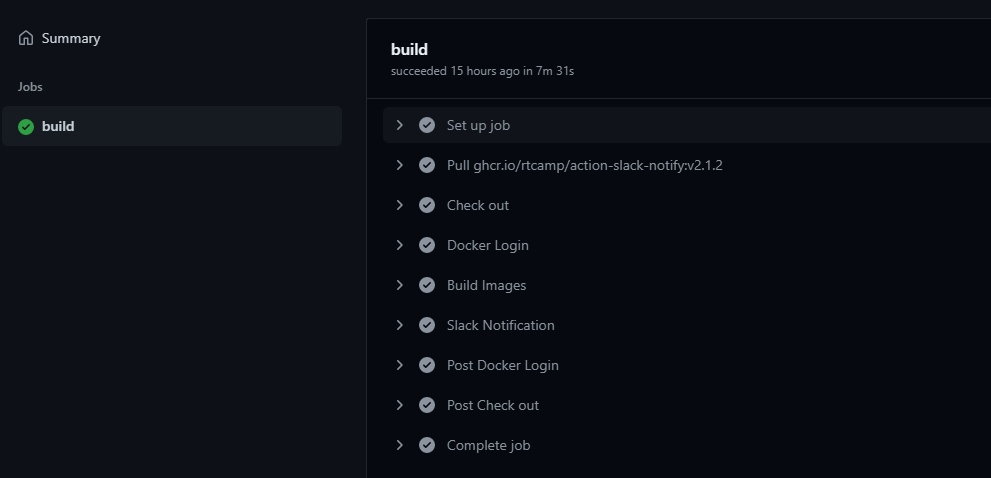 Summary
Jobs
build
build
succeeded 15 hours ago in 7m 31s
Set up job
Pull ghcr.io/rtcamp/action-slack-notify:v2.1.2
Check out
Docker Login
Build Images
Slack Notification
Post Docker Login
Post Check out
Complete job